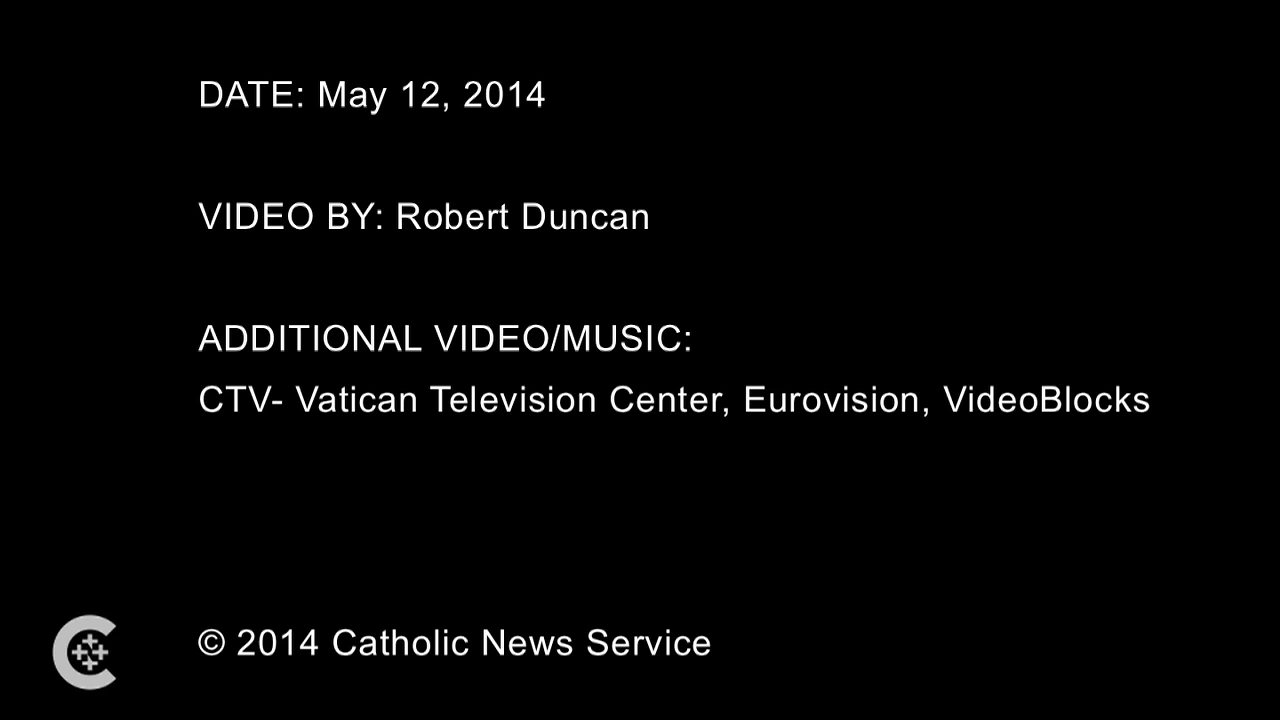 DATE: May 12, 2014
VIDEO BY: Robert Duncan
ADDITIONAL VIDEO/MUSIC:
CTV- Vatican Television Center, Eurovision, VideoBlocks
© 2014 Catholic News Service